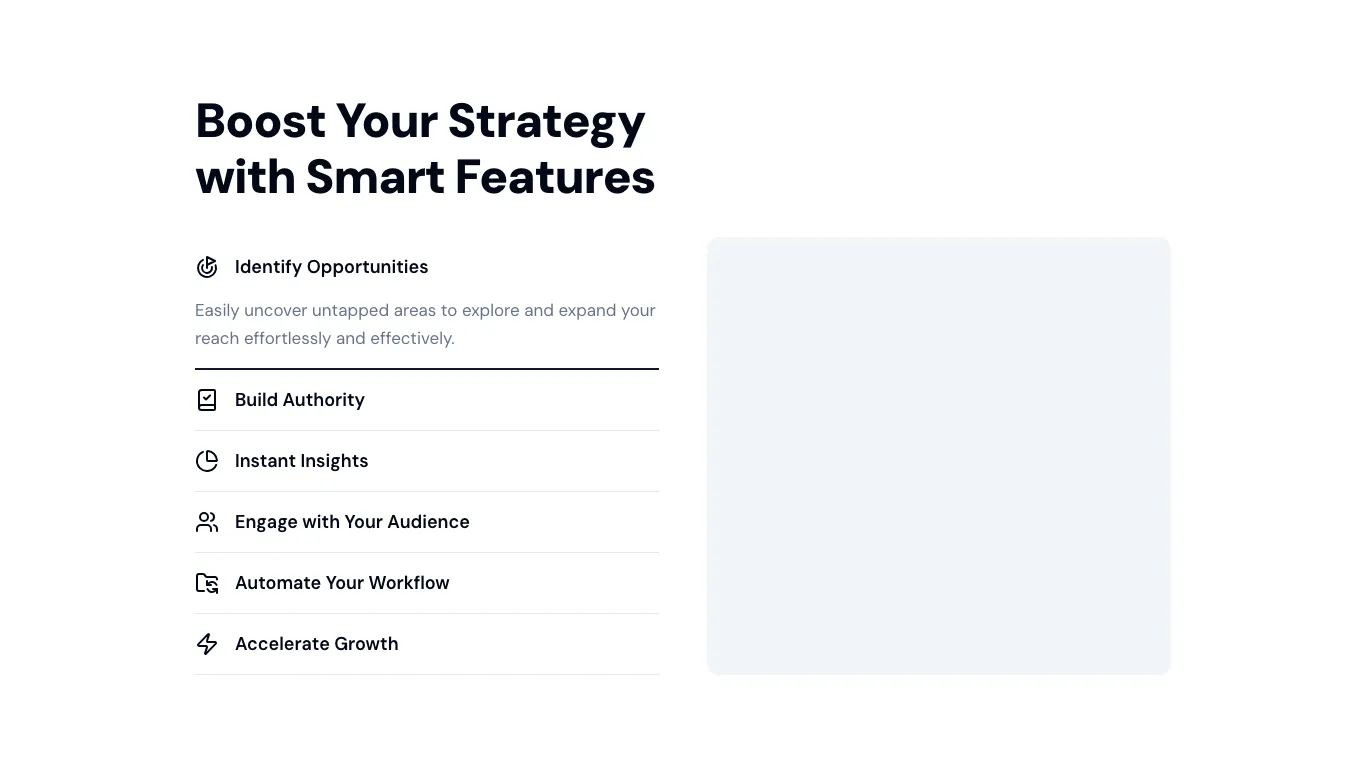 Boost Your Strategy
with Smart Features
Identify Opportunities
Easily uncover untapped areas to explore and expand your
reach effortlessly and effectively.
Build Authority
Instant Insights
Engage with Your Audience
Automate Your Workflow
Accelerate Growth